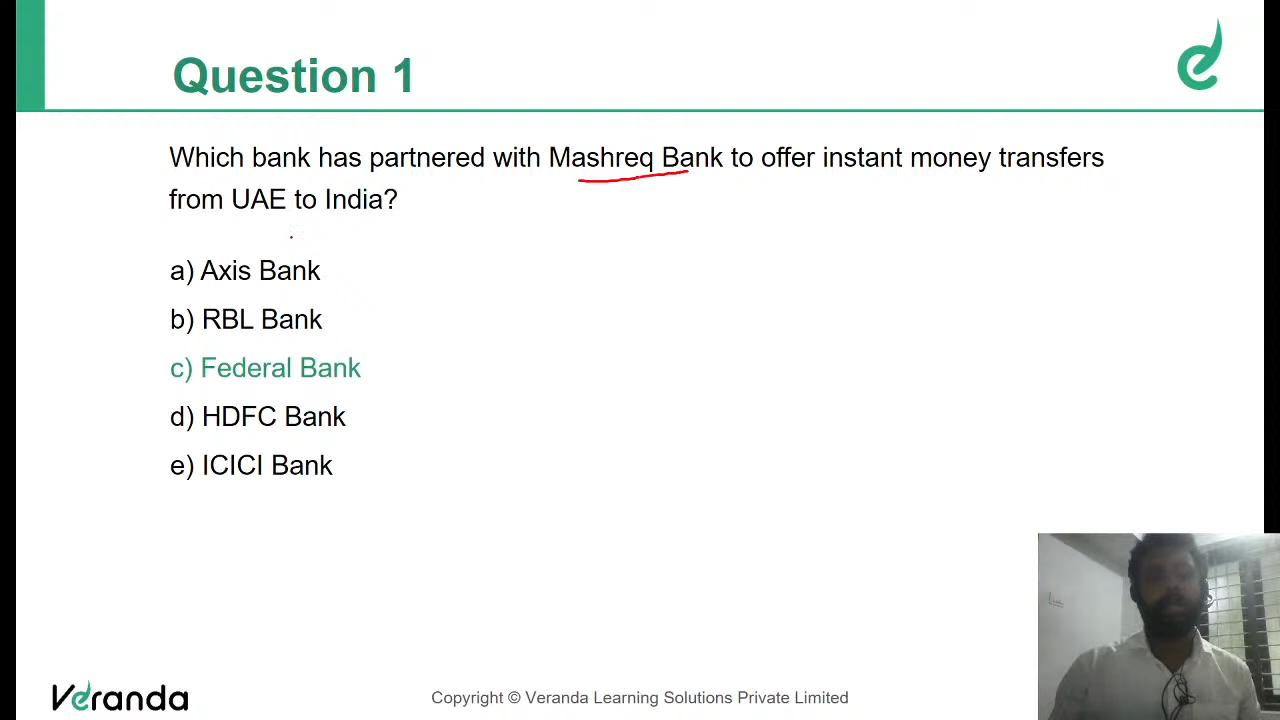 Question 1
Which bank has partnered with Mashreq Bank to offer instant money transfers
from UAE to India?
a) Axis Bank
b) RBL Bank
c) Federal Bank
d) HDFC Bank
e) ICICI Bank
Veranda
Copyright © Veranda Learning Solutions Private Limited